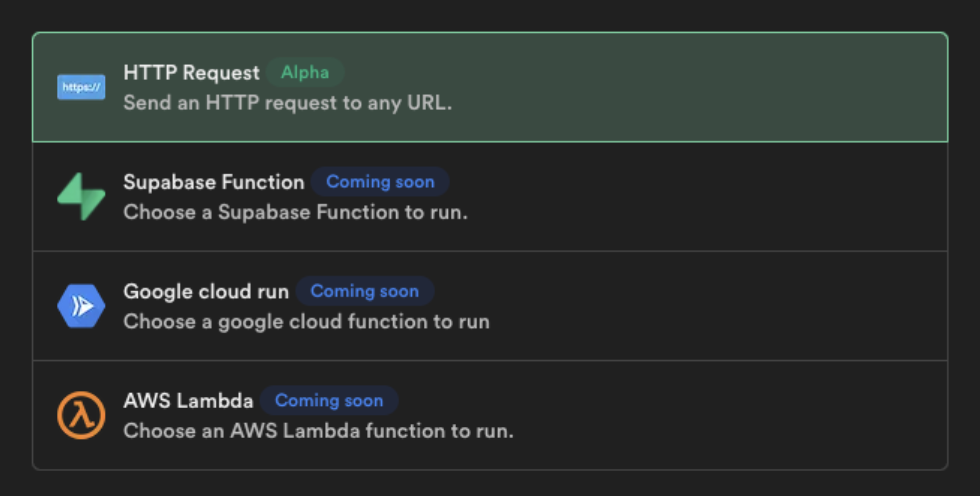 https://
HTTP Request Alpha
Send an HTTP request to any URL.
Supabase Function Coming soon
Choose a Supabase Function to run.
Google cloud run Coming soon
Choose a google cloud function to run
AWS Lambda Coming soon
Choose an AWS Lambda function to run.